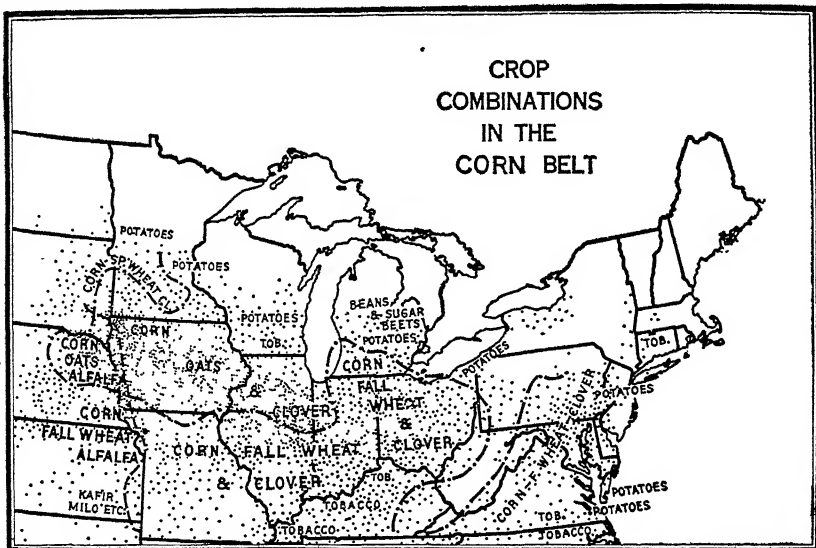 CROP
COMBINATIONS
IN THE
CORN BELT
POTATOES
POTATOES
CORN-SP.WHEAT-CL.
CORN
OATS
ALFALFA
CORN
OATS
& CLOVER
CORN
FALL WHEAT
ALFALFA
KAFIR
MILO ETC.
POTATOES
TOB.
BEANS
& SUGAR
BEETS
POTATOES
CORN
FALL
WHEAT
&
CLOVER
CORN FALL WHEAT
& CLOVER
TOB.
TOBACCO
TOBACCO
POTATOES
CORN-F.WHEAT-CLOVER
TOB.
POTATOES
POTATOES
POTATOES
TOB.
TOBACCO